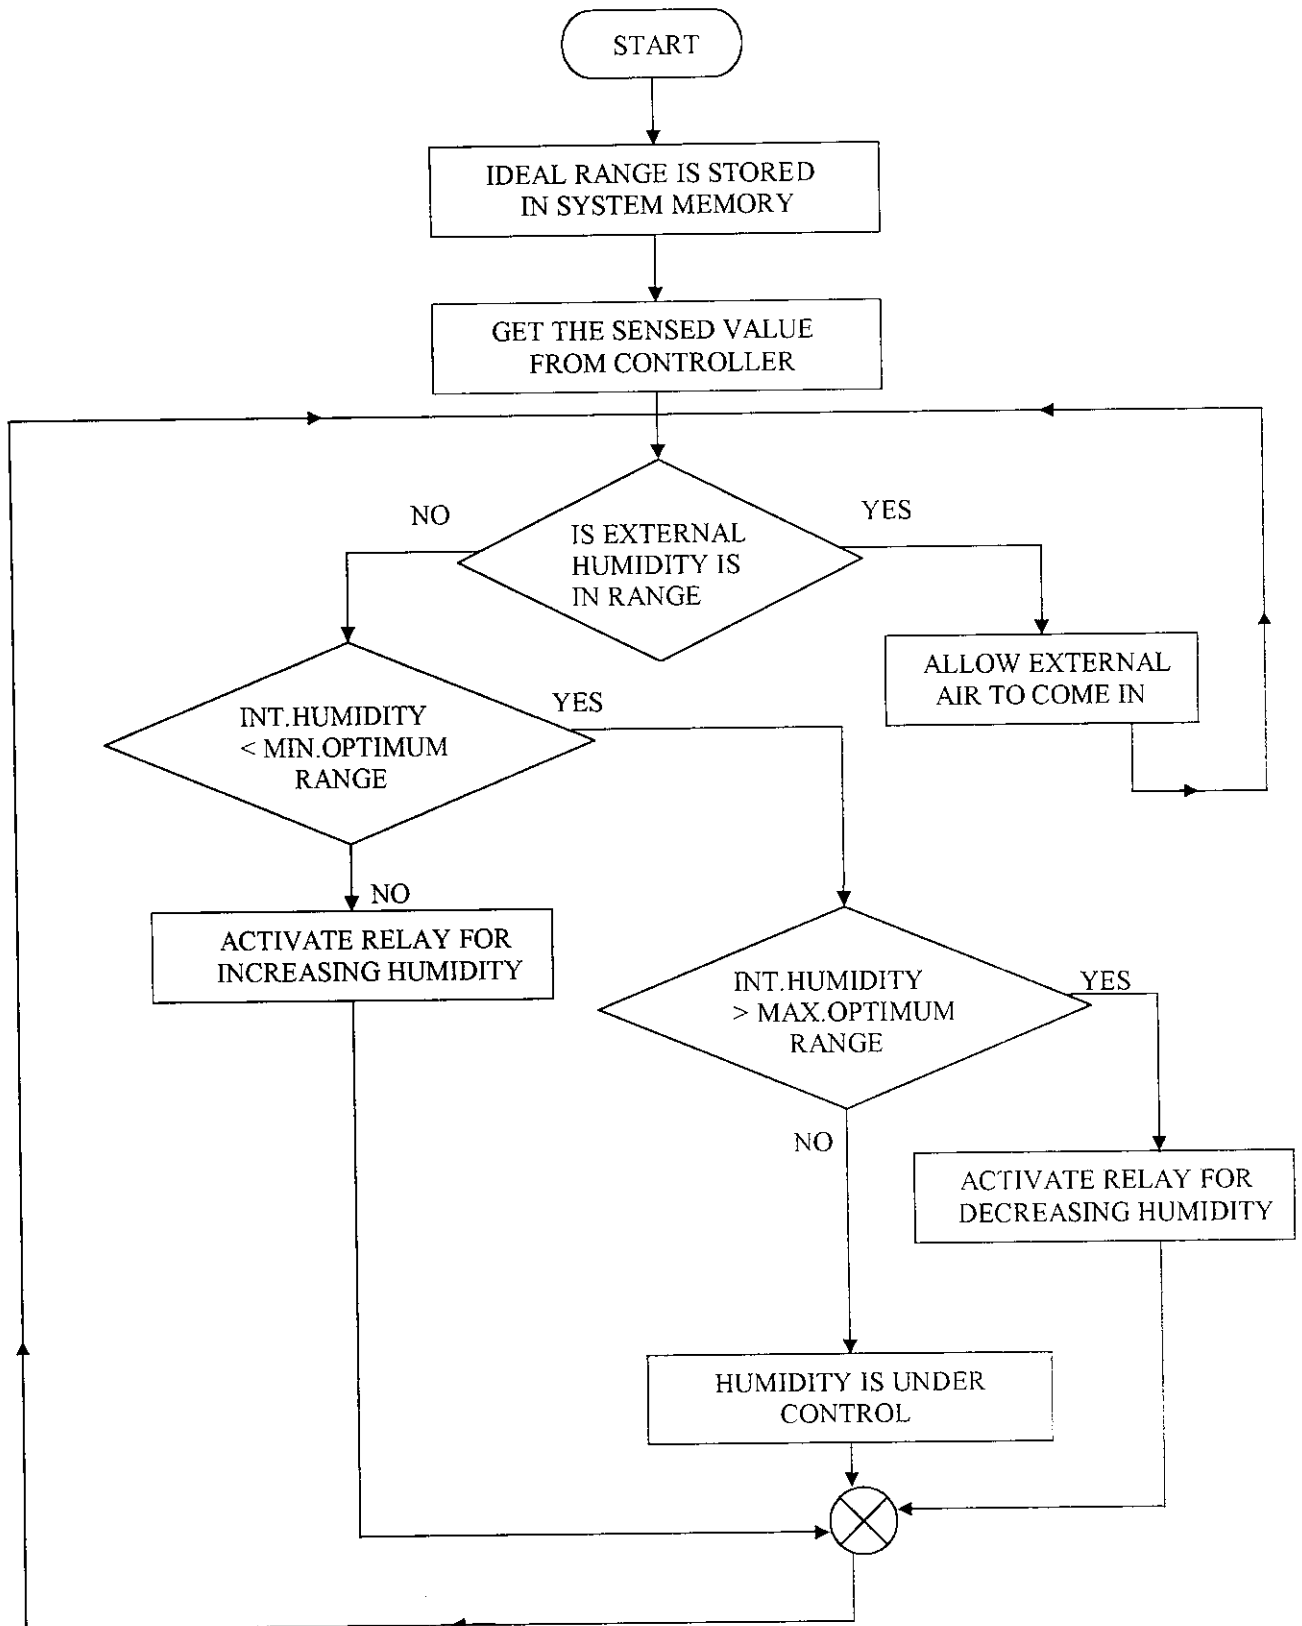 START
IDEAL RANGE IS STORED
IN SYSTEM MEMORY
GET THE SENSED VALUE
FROM CONTROLLER
NO
YES
IS EXTERNAL
HUMIDITY IS
IN RANGE
ALLOW EXTERNAL
AIR TO COME IN
INT.HUMIDITY
< MIN.OPTIMUM
RANGE
YES
NO
ACTIVATE RELAY FOR
INCREASING HUMIDITY
INT.HUMIDITY
> MAX.OPTIMUM
RANGE
YES
NO
ACTIVATE RELAY FOR
DECREASING HUMIDITY
HUMIDITY IS UNDER
CONTROL